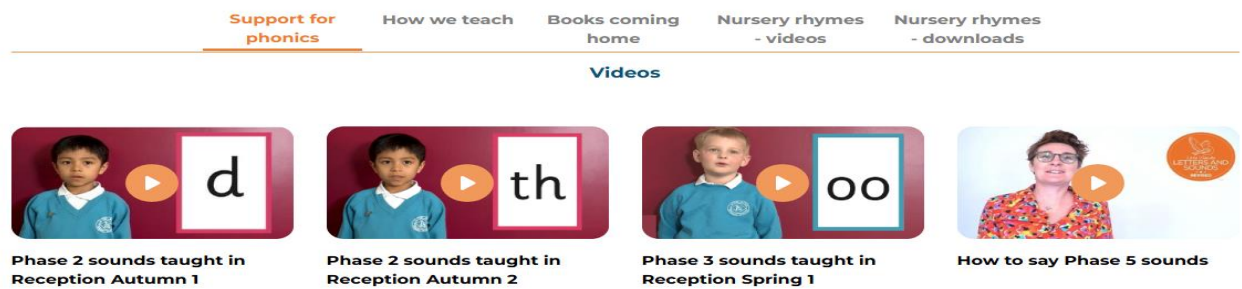 Support for
phonics
How we teach
Books coming
home
Nursery rhymes
- videos
Nursery rhymes
- downloads
Videos
d
th
oo
LETTERS AND
SOUNDS
REVISED
Phase 2 sounds taught in
Reception Autumn 1
Phase 2 sounds taught in
Reception Autumn 2
Phase 3 sounds taught in
Reception Spring 1
How to say Phase 5 sounds